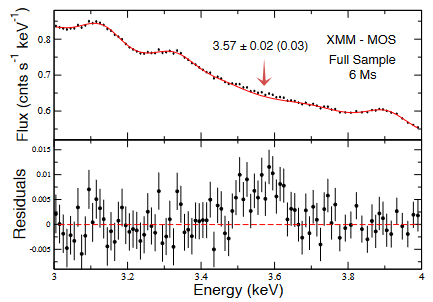 Flux (cnts s⁻¹ keV⁻¹)
0.8
0.7
0.6
3.57 ± 0.02 (0.03)
XMM - MOS
Full Sample
6 Ms
Residuals
0.015
0.01
0.005
0
-0.005
3
3.2
3.4
3.6
3.8
4
Energy (keV)